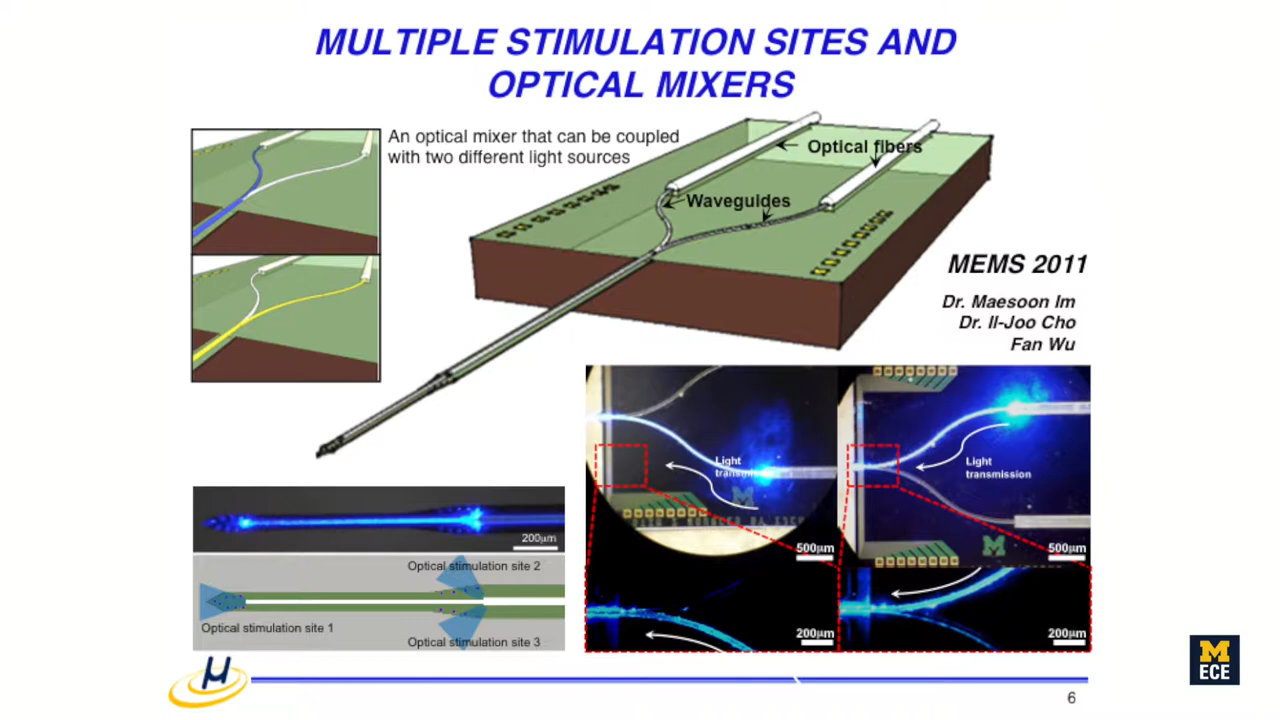 MULTIPLE STIMULATION SITES AND
OPTICAL MIXERS
An optical mixer that can be coupled
with two different light sources
Optical fibers
Waveguides
MEMS 2011
Dr. Maesoon Im
Dr. Il-Joo Cho
Fan Wu
Light
Light
transmission
500µm
500µm
200µm
200µm
200µm
Optical stimulation site 2
Optical stimulation site 1
Optical stimulation site 3
µ
M
ECE
6